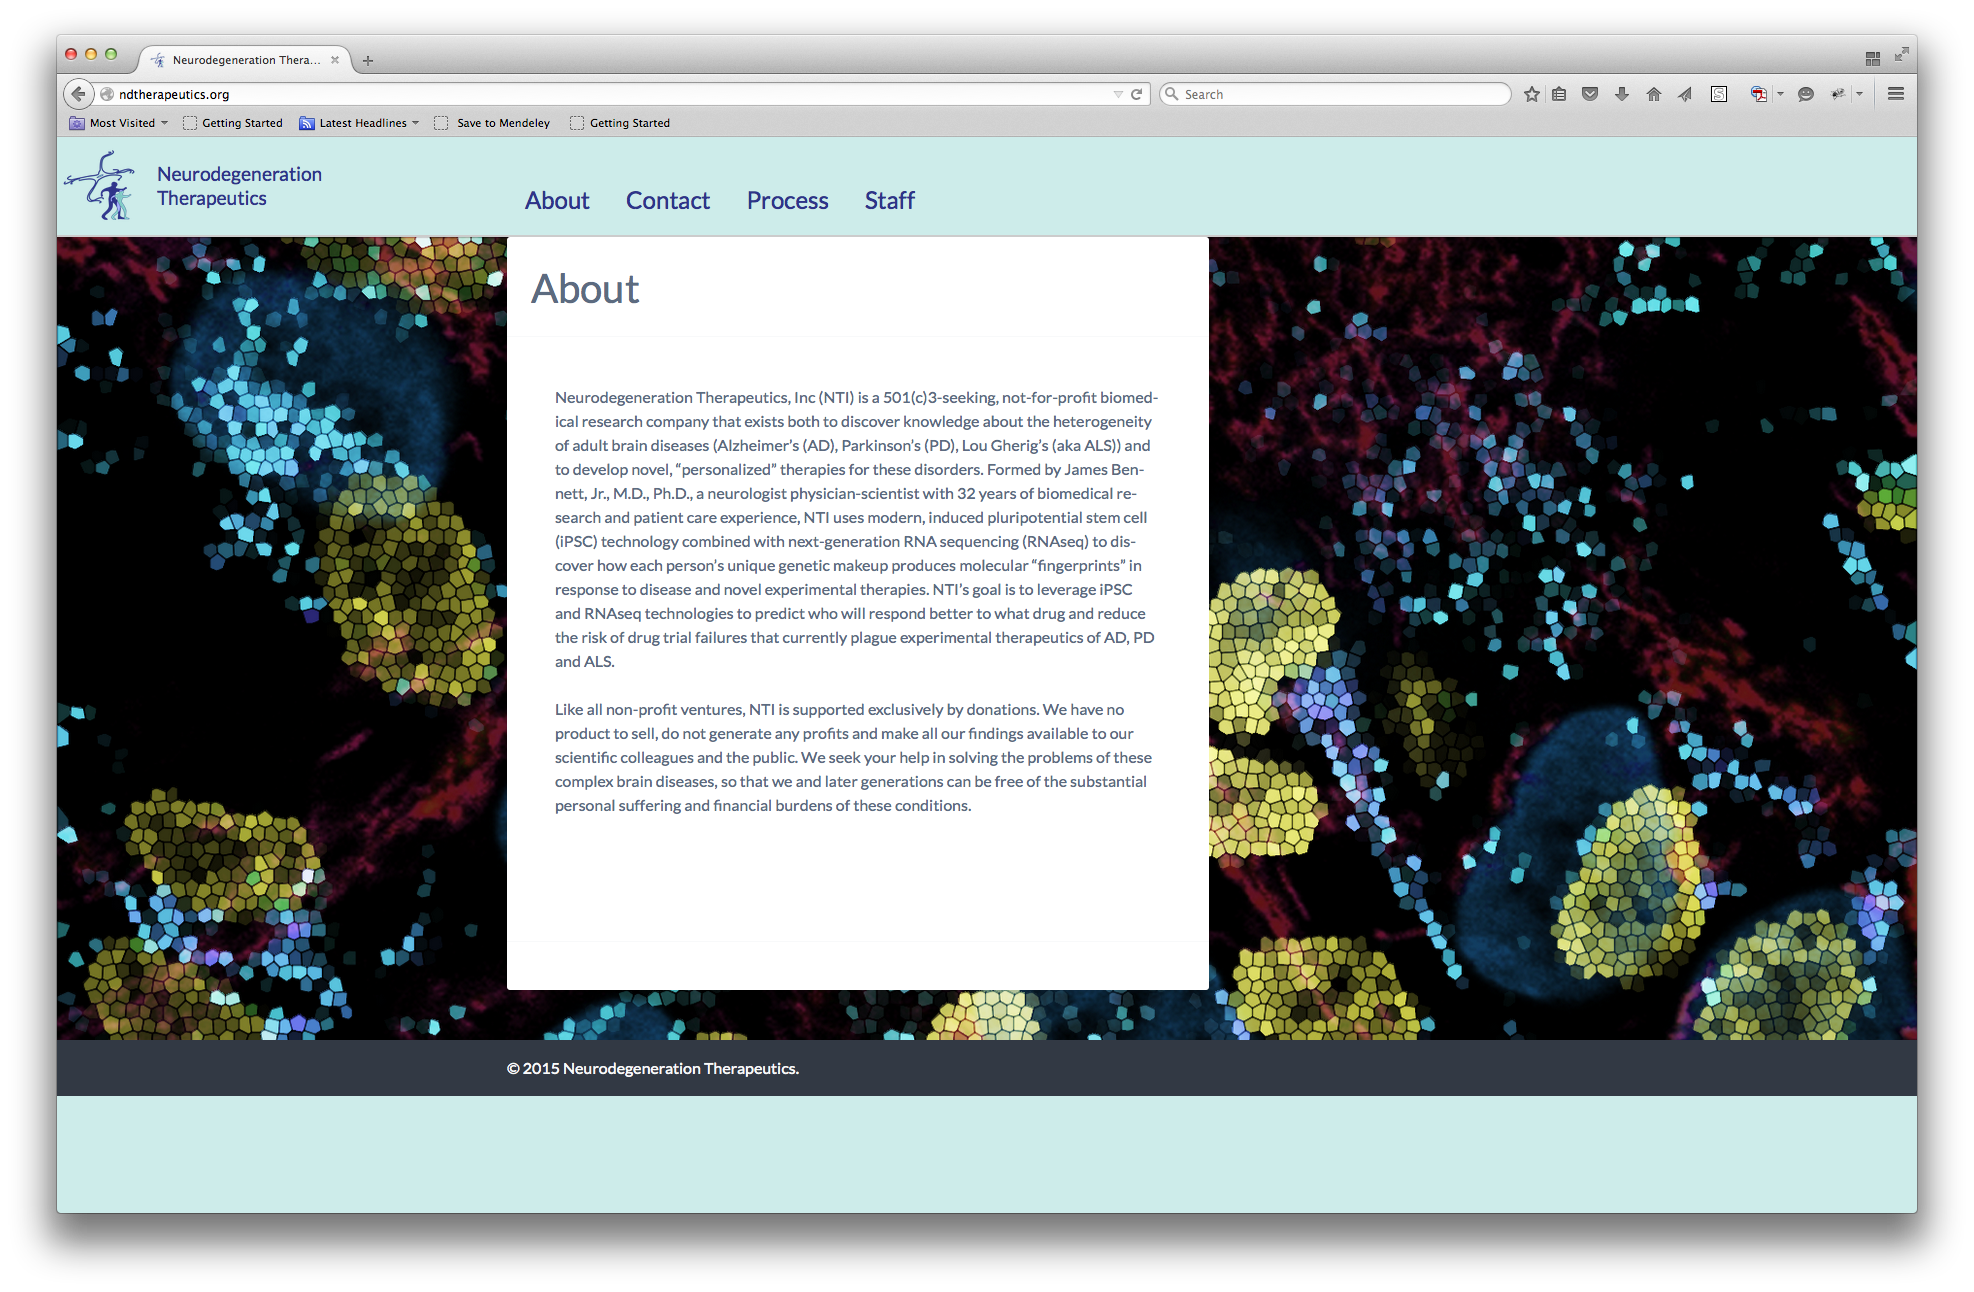 Neurodegeneration Thera...
ndtherapeutics.org
Search
Most Visited
Getting Started
Latest Headlines
Save to Mendeley
Getting Started
Neurodegeneration
Therapeutics
About Contact Process Staff
About
Neurodegeneration Therapeutics, Inc (NTI) is a 501(c)3-seeking, not-for-profit biomed-
ical research company that exists both to discover knowledge about the heterogeneity
of adult brain diseases (Alzheimer’s (AD), Parkinson’s (PD), Lou Gherig’s (aka ALS)) and
to develop novel, “personalized” therapies for these disorders. Formed by James Ben-
nett, Jr., M.D., Ph.D., a neurologist physician-scientist with 32 years of biomedical re-
search and patient care experience, NTI uses modern, induced pluripotential stem cell
(iPSC) technology combined with next-generation RNA sequencing (RNAseq) to dis-
cover how each person’s unique genetic makeup produces molecular “fingerprints” in
response to disease and novel experimental therapies. NTI’s goal is to leverage iPSC
and RNAseq technologies to predict who will respond better to what drug and reduce
the risk of drug trial failures that currently plague experimental therapeutics of AD, PD
and ALS.
Like all non-profit ventures, NTI is supported exclusively by donations. We have no
product to sell, do not generate any profits and make all our findings available to our
scientific colleagues and the public. We seek your help in solving the problems of these
complex brain diseases, so that we and later generations can be free of the substantial
personal suffering and financial burdens of these conditions.
© 2015 Neurodegeneration Therapeutics.